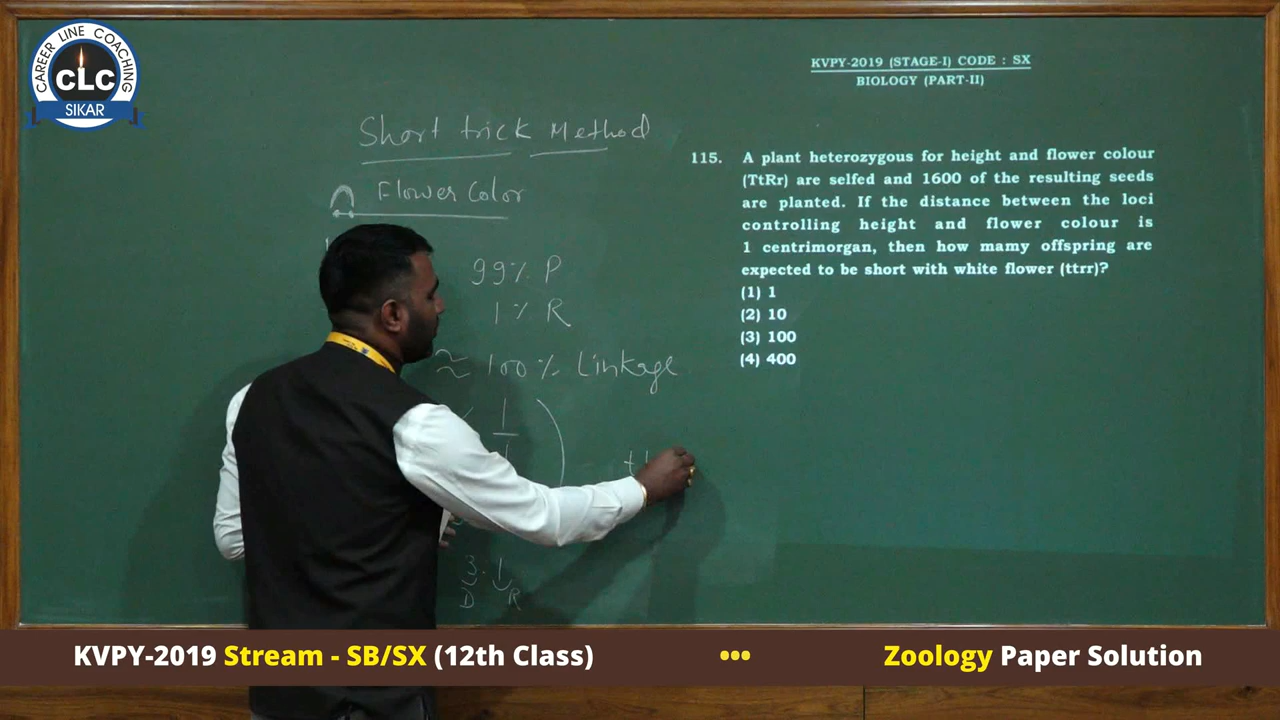 CAREER LINE COACHING
CLC
SIKAR
Short trick Method
Flower Color
99% P
1% R
≈ 100% Linkage
1
3 . 1
D R
KVPY-2019 (STAGE-I) CODE : SX
BIOLOGY (PART-II)
115. A plant heterozygous for height and flower colour
(TtRr) are selfed and 1600 of the resulting seeds
are planted. If the distance between the loci
controlling height and flower colour is
1 centrimorgan, then how mamy offspring are
expected to be short with white flower (ttrr)?
(1) 1
(2) 10
(3) 100
(4) 400
KVPY-2019 Stream - SB/SX (12th Class) ••• Zoology Paper Solution